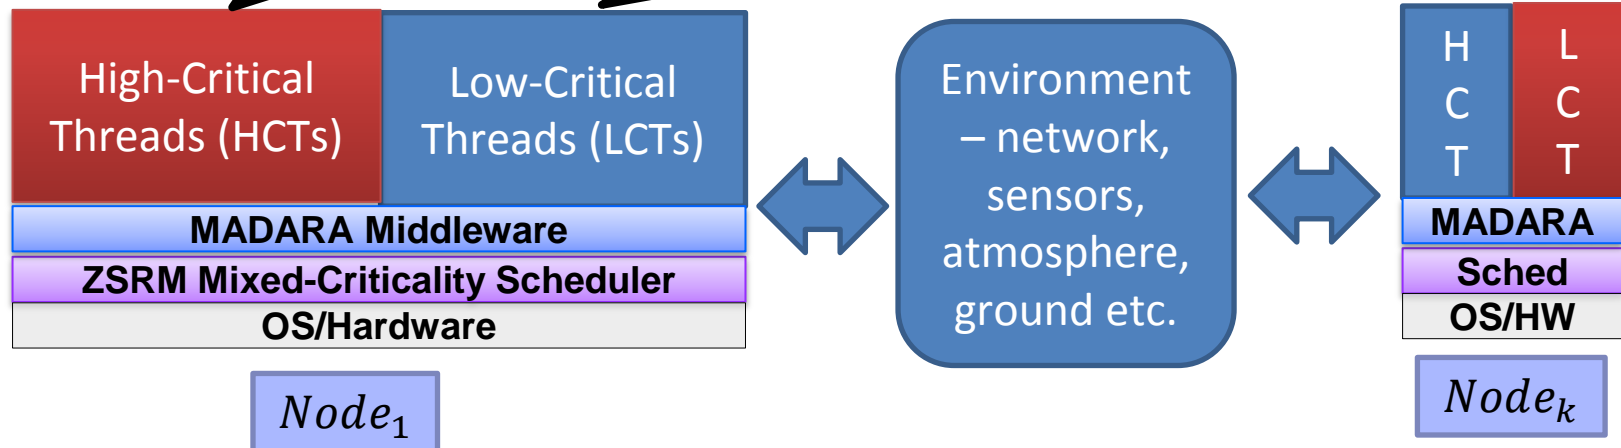 High-Critical
Threads (HCTs)
Low-Critical
Threads (LCTs)
MADARA Middleware
ZSRM Mixed-Criticality Scheduler
OS/Hardware
Node₁
Environment
– network,
sensors,
atmosphere,
ground etc.
H
C
T
L
C
T
MADARA
Sched
OS/HW
Nodeₖ